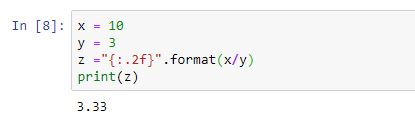 In [8]: x = 10
y = 3
z ="{:.2f}".format(x/y)
print(z)
3.33